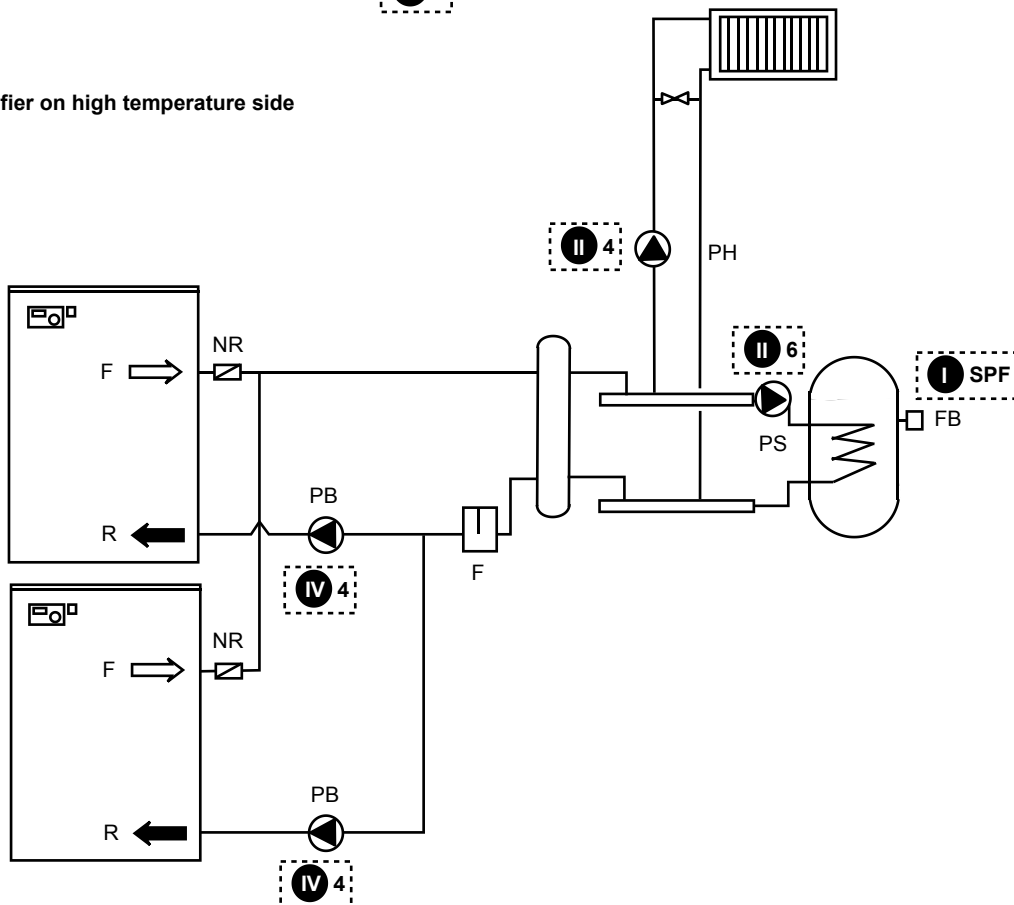 fier on high temperature side
II 4
PH
NR
F
II 6
I SPF
FB
PS
PB
R
F
IV 4
NR
F
PB
R
IV 4